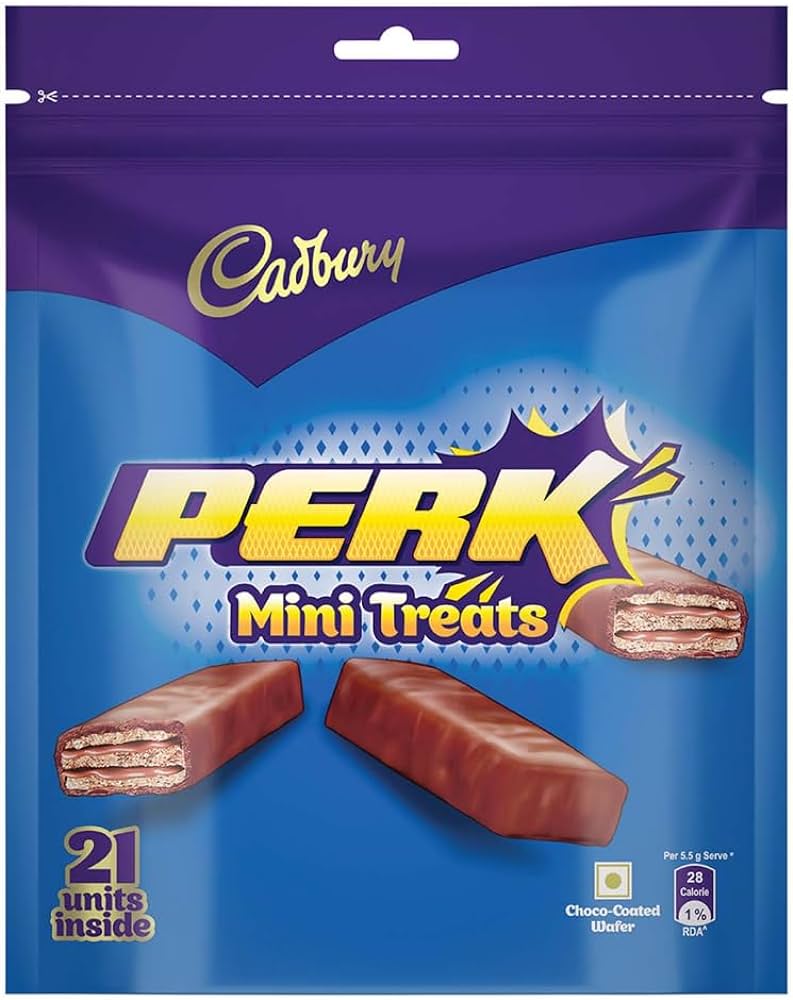 Cadbury
PERK
Mini Treats
21
units
inside
Choco-Coated
Wafer
Per 5.5 g Serve*
28
Calorie
1%
RDA^